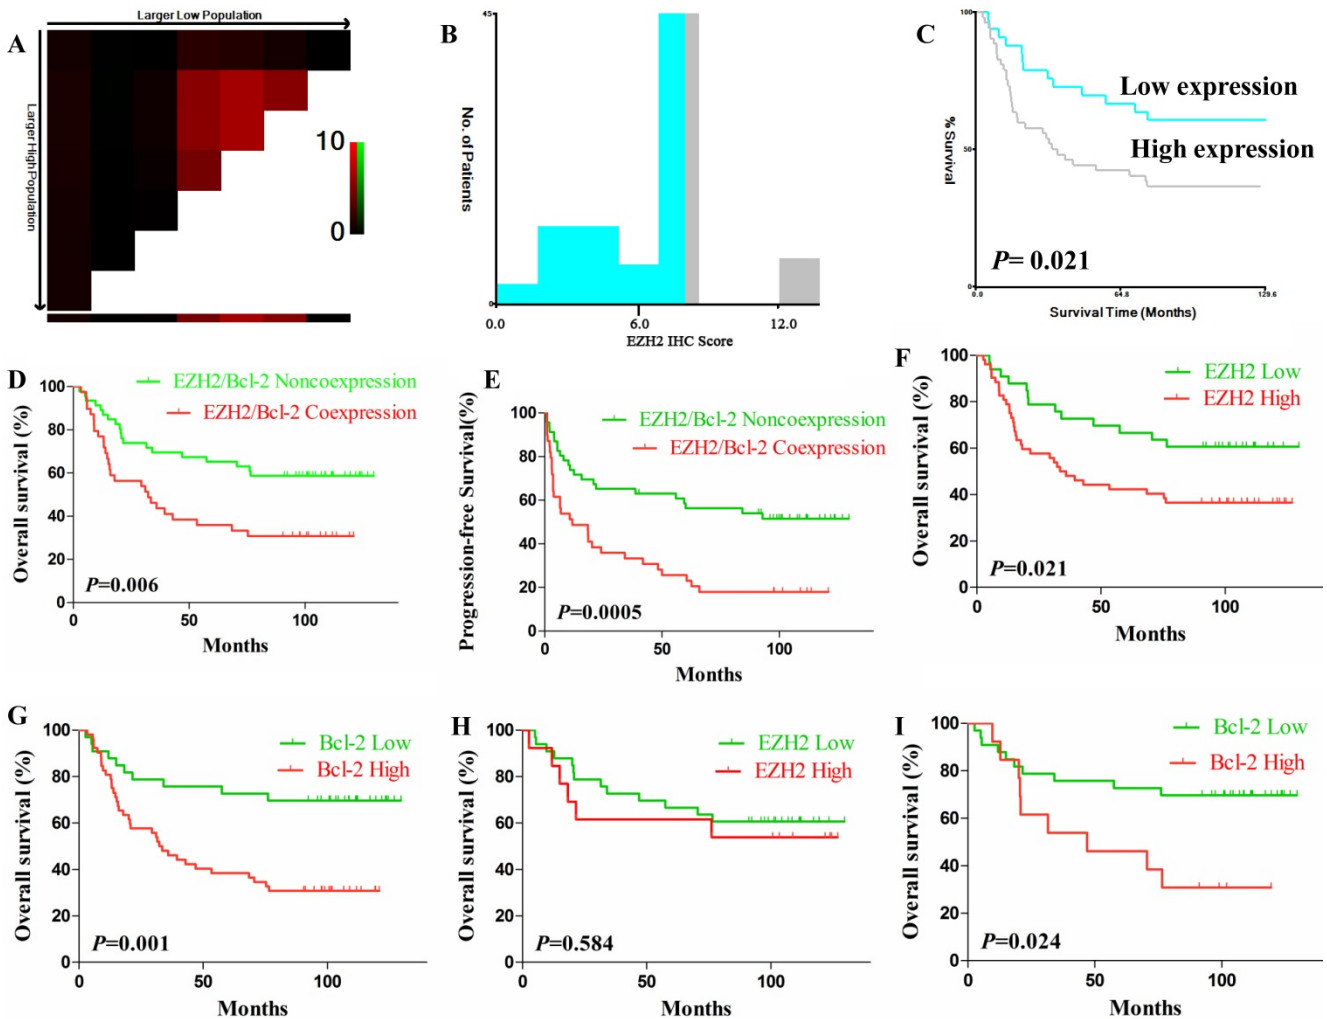 A
Larger Low Population
Larger High Population
10
0
B
45
No. of Patients
0
0.0
6.0
12.0
EZH2 IHC Score
C
100
% Survival
50
0
Low expression
High expression
P= 0.021
0.0
64.8
129.6
Survival Time (Months)
D
EZH2/Bcl-2 Noncoexpression
EZH2/Bcl-2 Coexpression
Overall survival (%)
100
80
60
40
20
0
P=0.006
0
50
100
Months
E
EZH2/Bcl-2 Noncoexpression
EZH2/Bcl-2 Coexpression
Progression-free Survival(%)
100
80
60
40
20
0
P=0.0005
0
50
100
Months
F
EZH2 Low
EZH2 High
Overall survival (%)
100
80
60
40
20
0
P=0.021
0
50
100
Months
G
Bcl-2 Low
Bcl-2 High
Overall survival (%)
100
80
60
40
20
0
P=0.001
0
50
100
Months
H
EZH2 Low
EZH2 High
Overall survival (%)
100
80
60
40
20
0
P=0.584
0
50
100
Months
I
Bcl-2 Low
Bcl-2 High
Overall survival (%)
100
80
60
40
20
0
P=0.024
0
50
100
Months